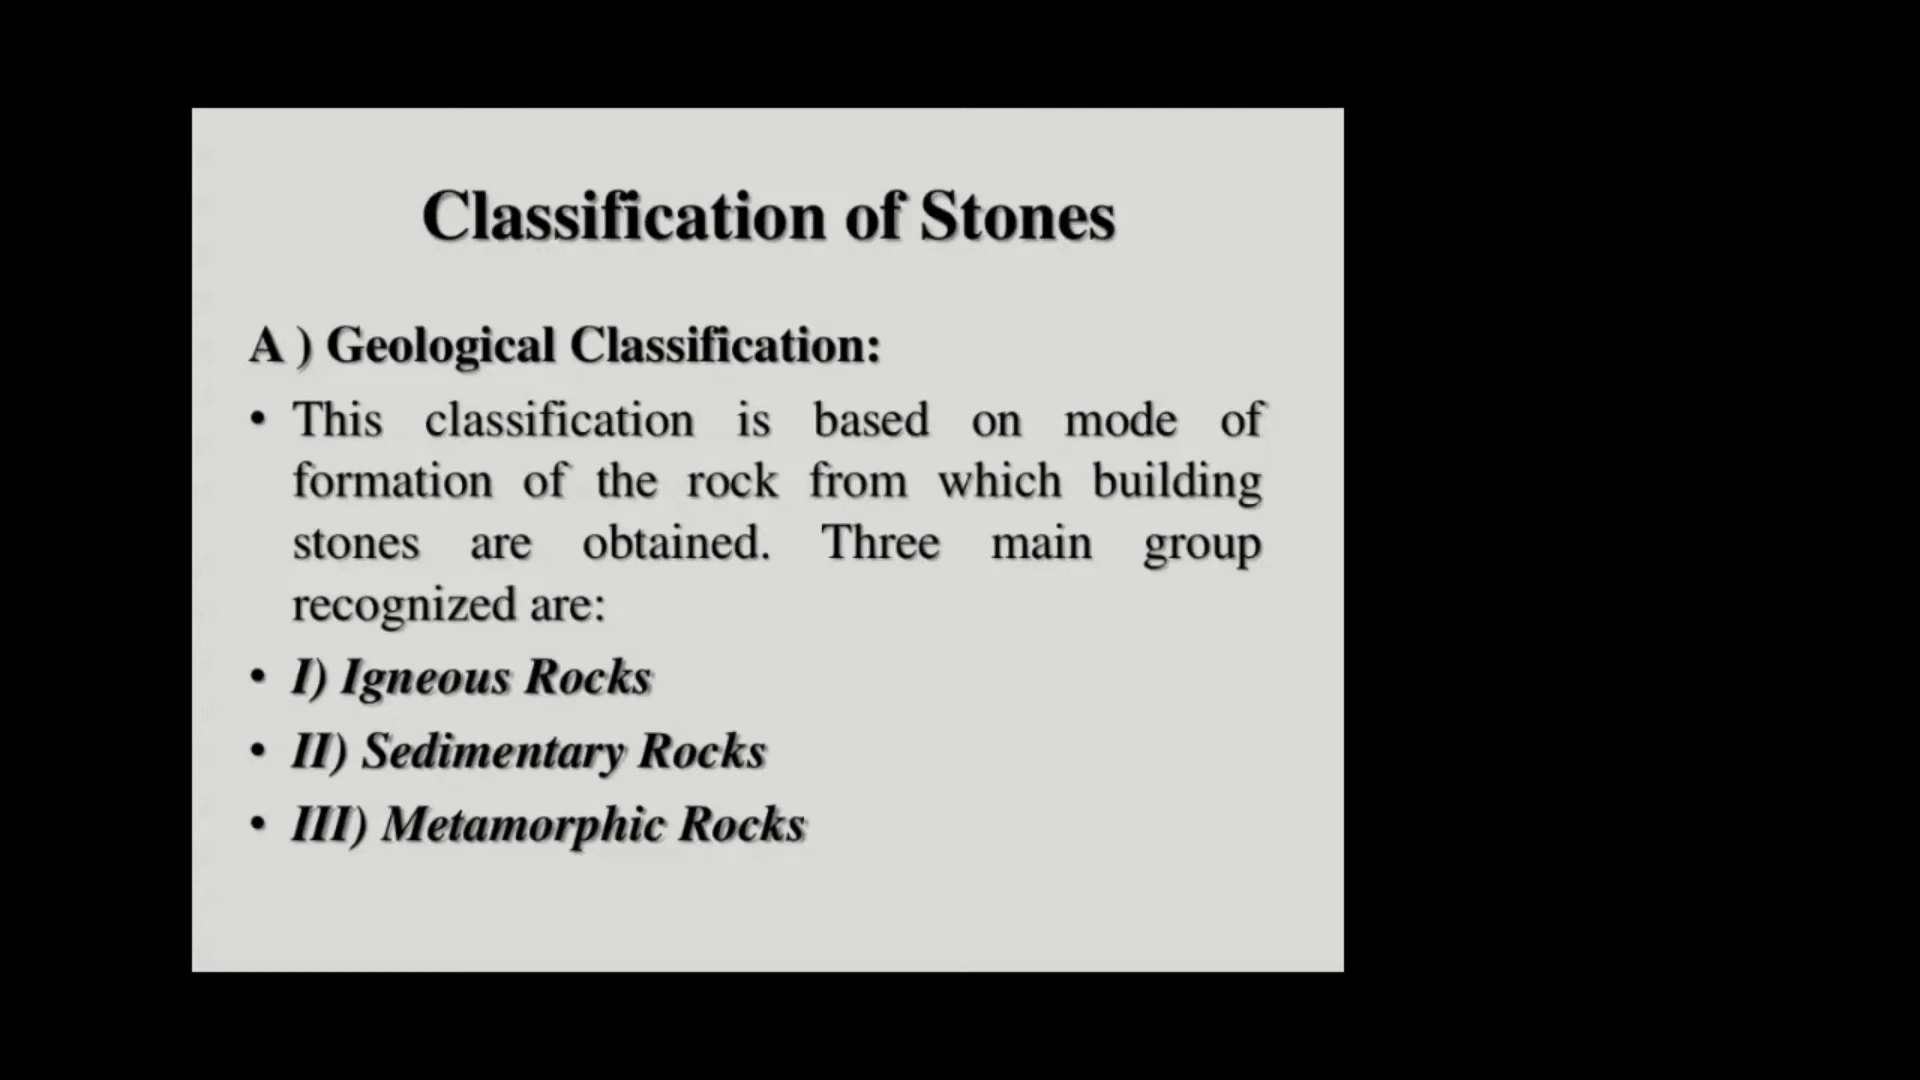 Classification of Stones
A ) Geological Classification:
• This classification is based on mode of
formation of the rock from which building
stones are obtained. Three main group
recognized are:
• I) Igneous Rocks
• II) Sedimentary Rocks
• III) Metamorphic Rocks